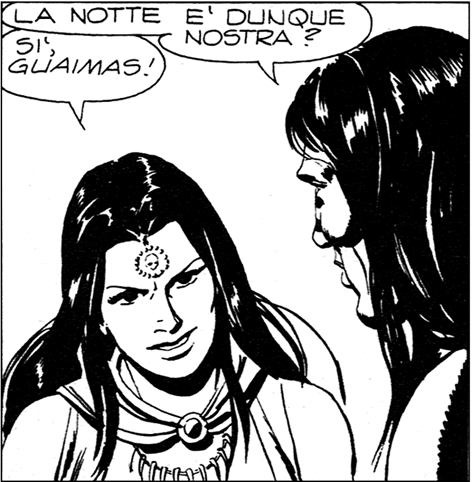 LA NOTTE E' DUNQUE
NOSTRA?
SI',
GUAIMAS!